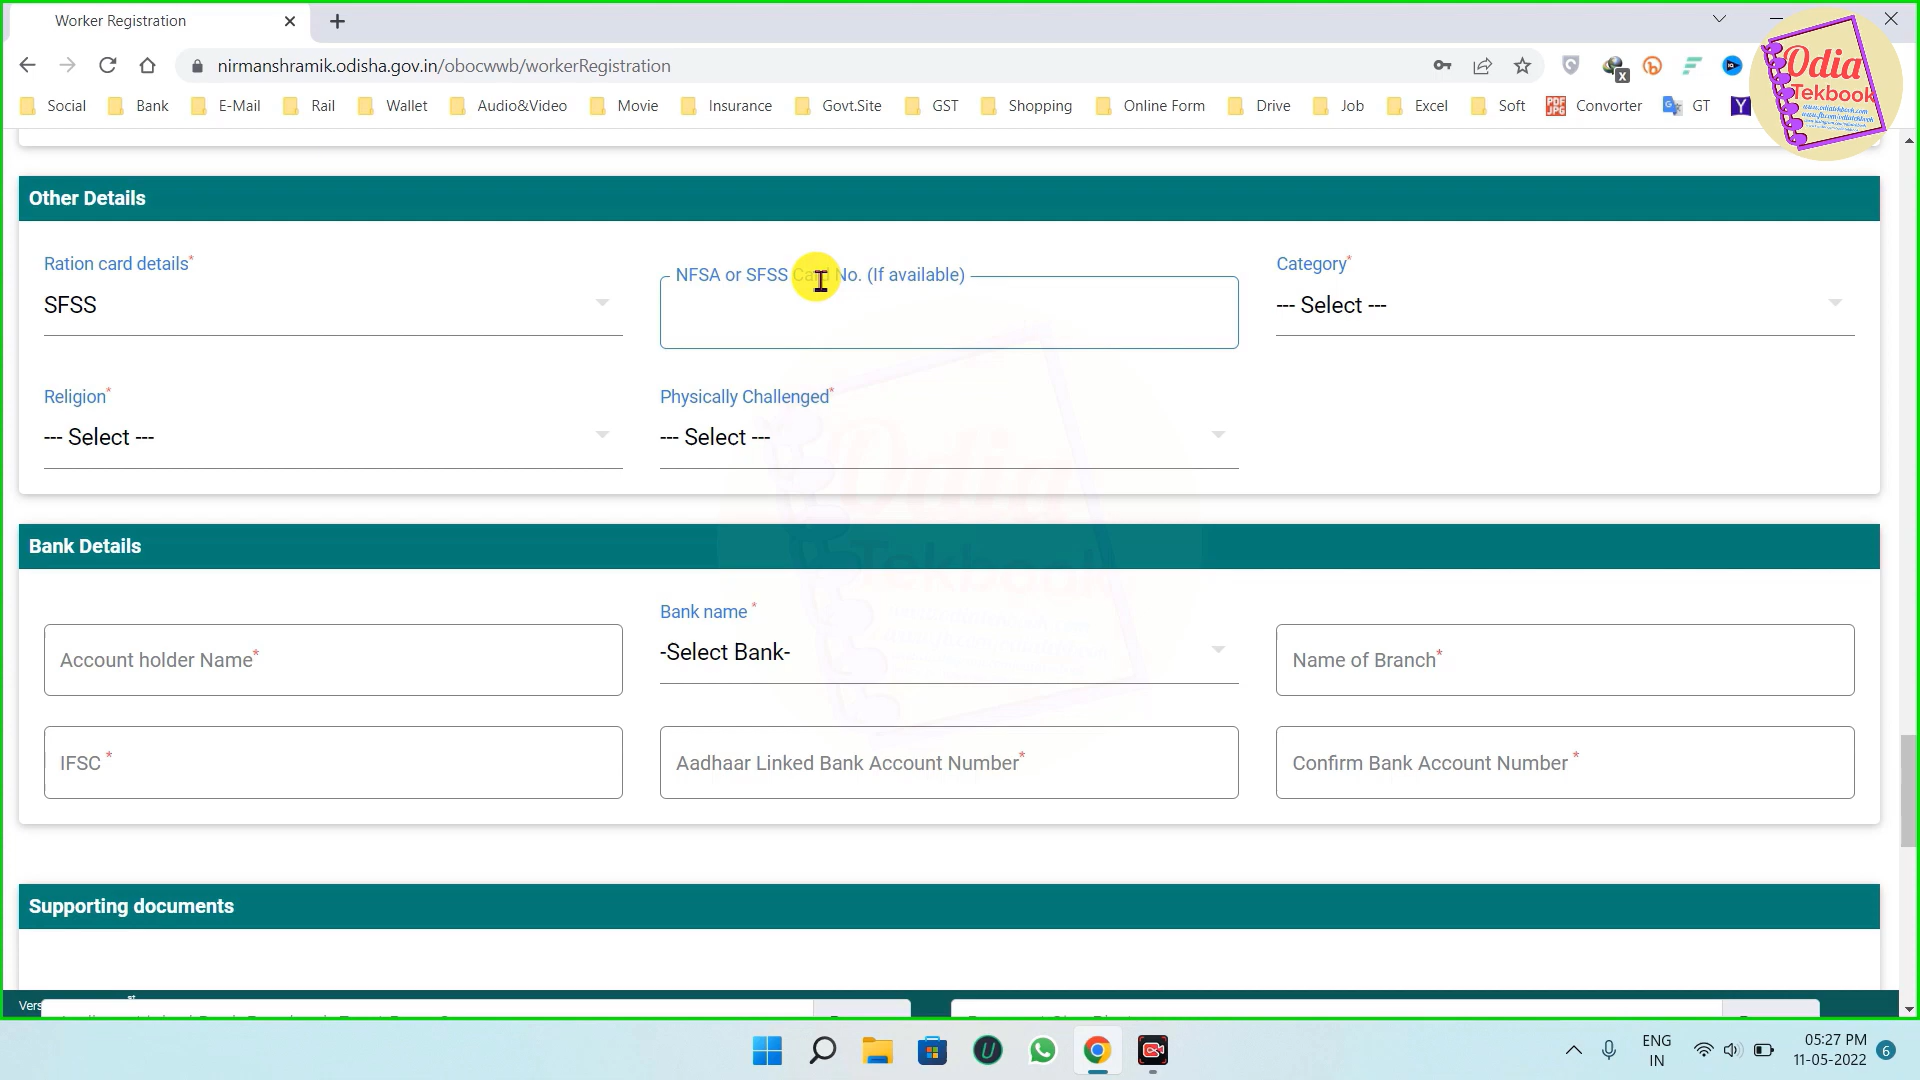 Worker Registration
nirmanshramik.odisha.gov.in/obocwwb/workerRegistration
Social Bank E-Mail Rail Wallet Audio&Video Movie Insurance Govt.Site GST Shopping Online Form Drive Job Excel Soft Convorter GT
Odia
Tekbook
Other Details
Ration card details*
SFSS
NFSA or SFSS Card No. (If available)
Category*
--- Select ---
Religion*
--- Select ---
Physically Challenged*
--- Select ---
Bank Details
Account holder Name*
Bank name *
-Select Bank-
Name of Branch*
IFSC *
Aadhaar Linked Bank Account Number*
Confirm Bank Account Number *
Supporting documents
Odia
Tekbook
ENG
IN
05:27 PM
11-05-2022
6